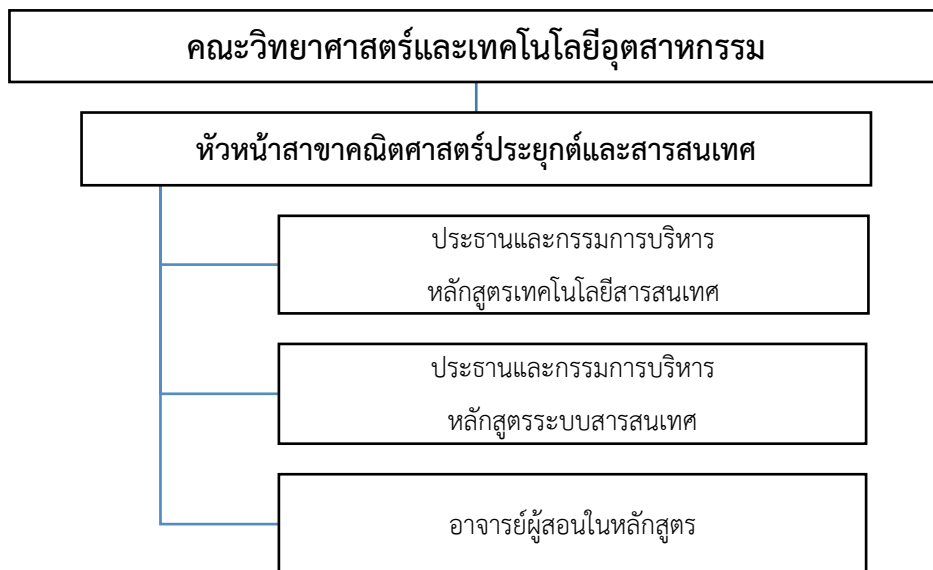 คณะวิทยาศาสตร์และเทคโนโลยีอุตสาหกรรม
หัวหน้าสาขาคณิตศาสตร์ประยุกต์และสารสนเทศ
ประธานและกรรมการบริหาร
หลักสูตรเทคโนโลยีสารสนเทศ
ประธานและกรรมการบริหาร
หลักสูตรระบบสารสนเทศ
อาจารย์ผู้สอนในหลักสูตร